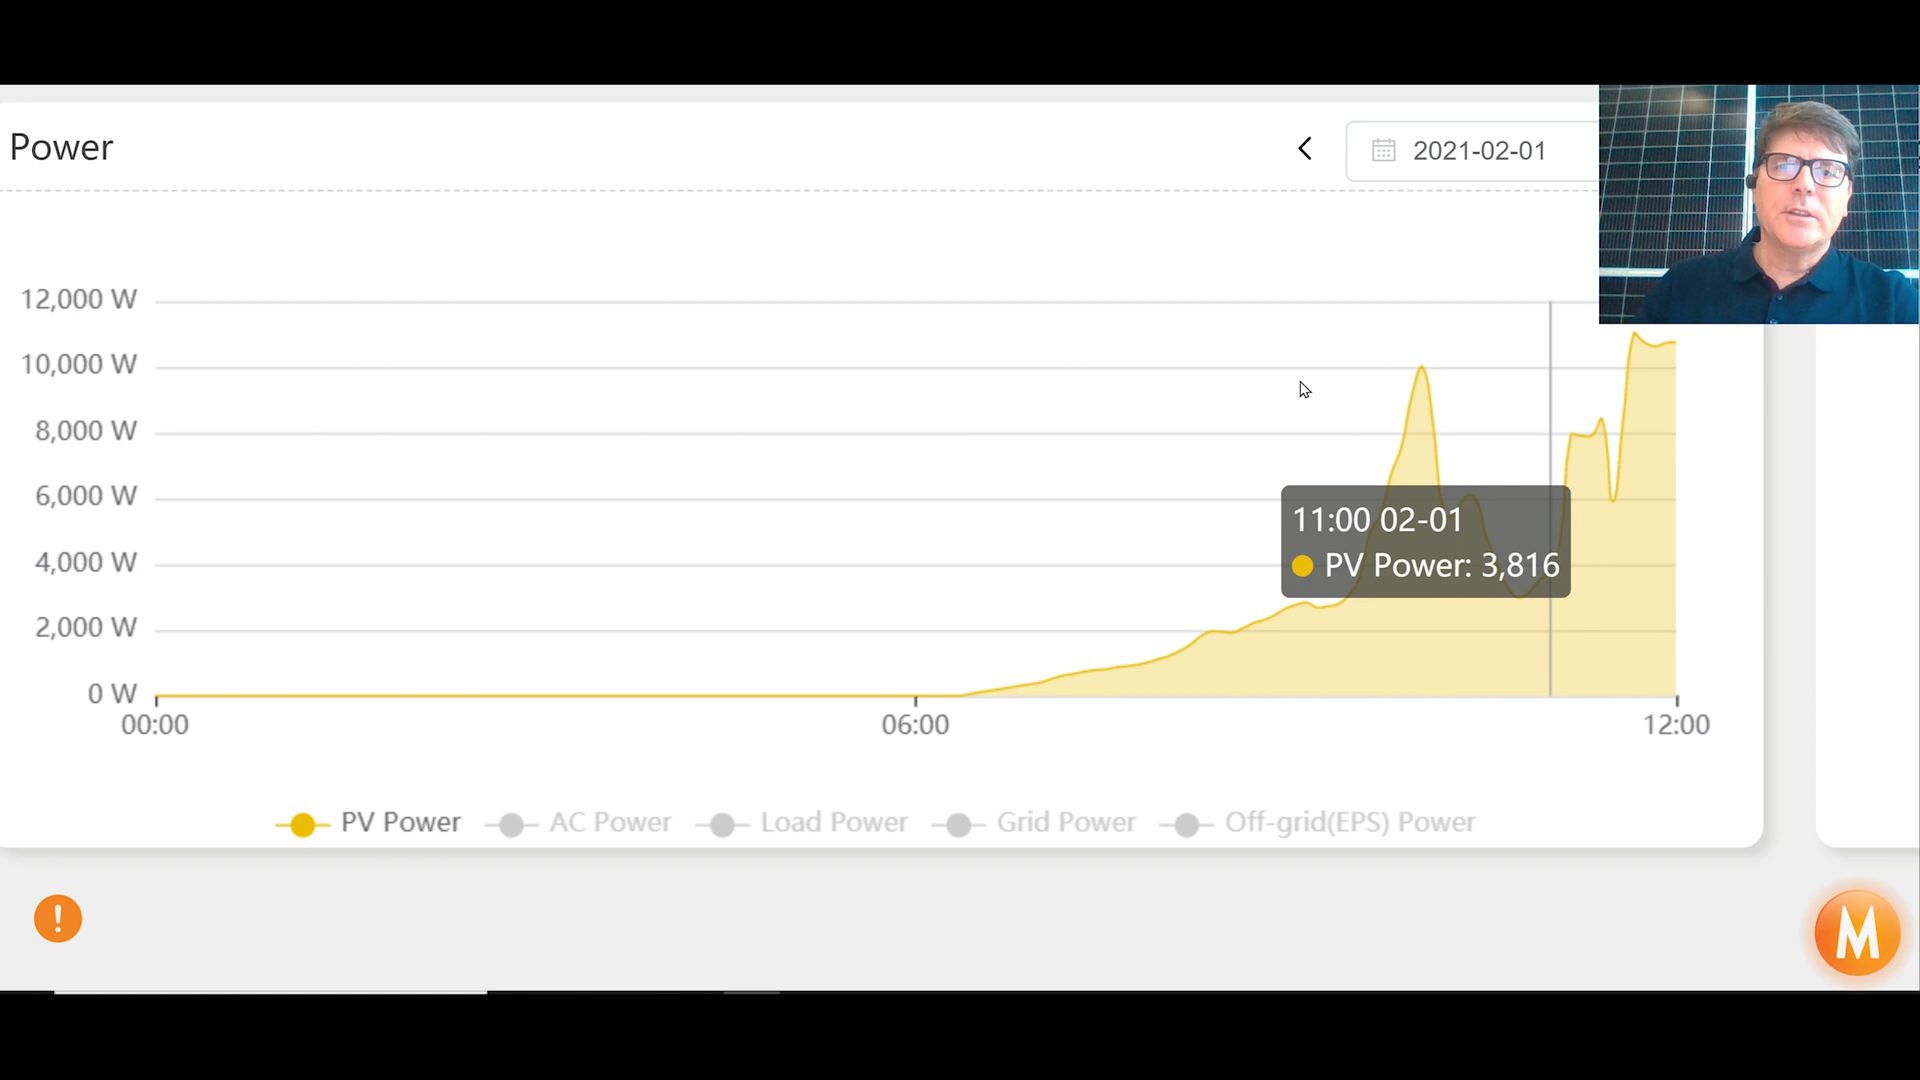 Power
2021-02-01
12,000 W
10,000 W
8,000 W
6,000 W
4,000 W
2,000 W
0 W
11:00 02-01
PV Power: 3,816
00:00
06:00
12:00
PV Power
AC Power
Load Power
Grid Power
Off-grid(EPS) Power
!
M